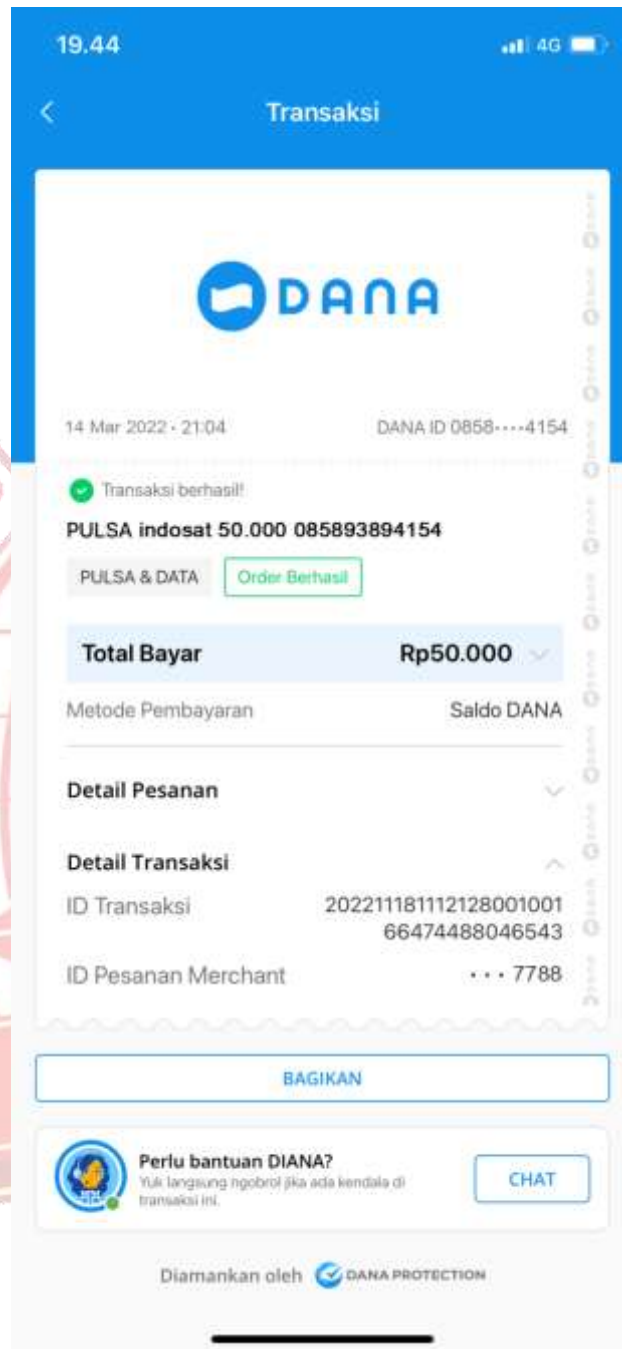 19.44
4G
Transaksi
DANA
14 Mar 2022 • 21:04 DANA ID 0858····4154
Transaksi berhasil!
PULSA indosat 50.000 085893894154
PULSA & DATA Order Berhasil
Total Bayar Rp50.000
Metode Pembayaran Saldo DANA
Detail Pesanan
Detail Transaksi
ID Transaksi 202211181112128001001
66474488046543
ID Pesanan Merchant ··· 7788
BAGIKAN
Perlu bantuan DIANA?
Yuk langsung ngobrol jika ada kendala di
transaksi ini.
CHAT
Diamankan oleh DANA PROTECTION